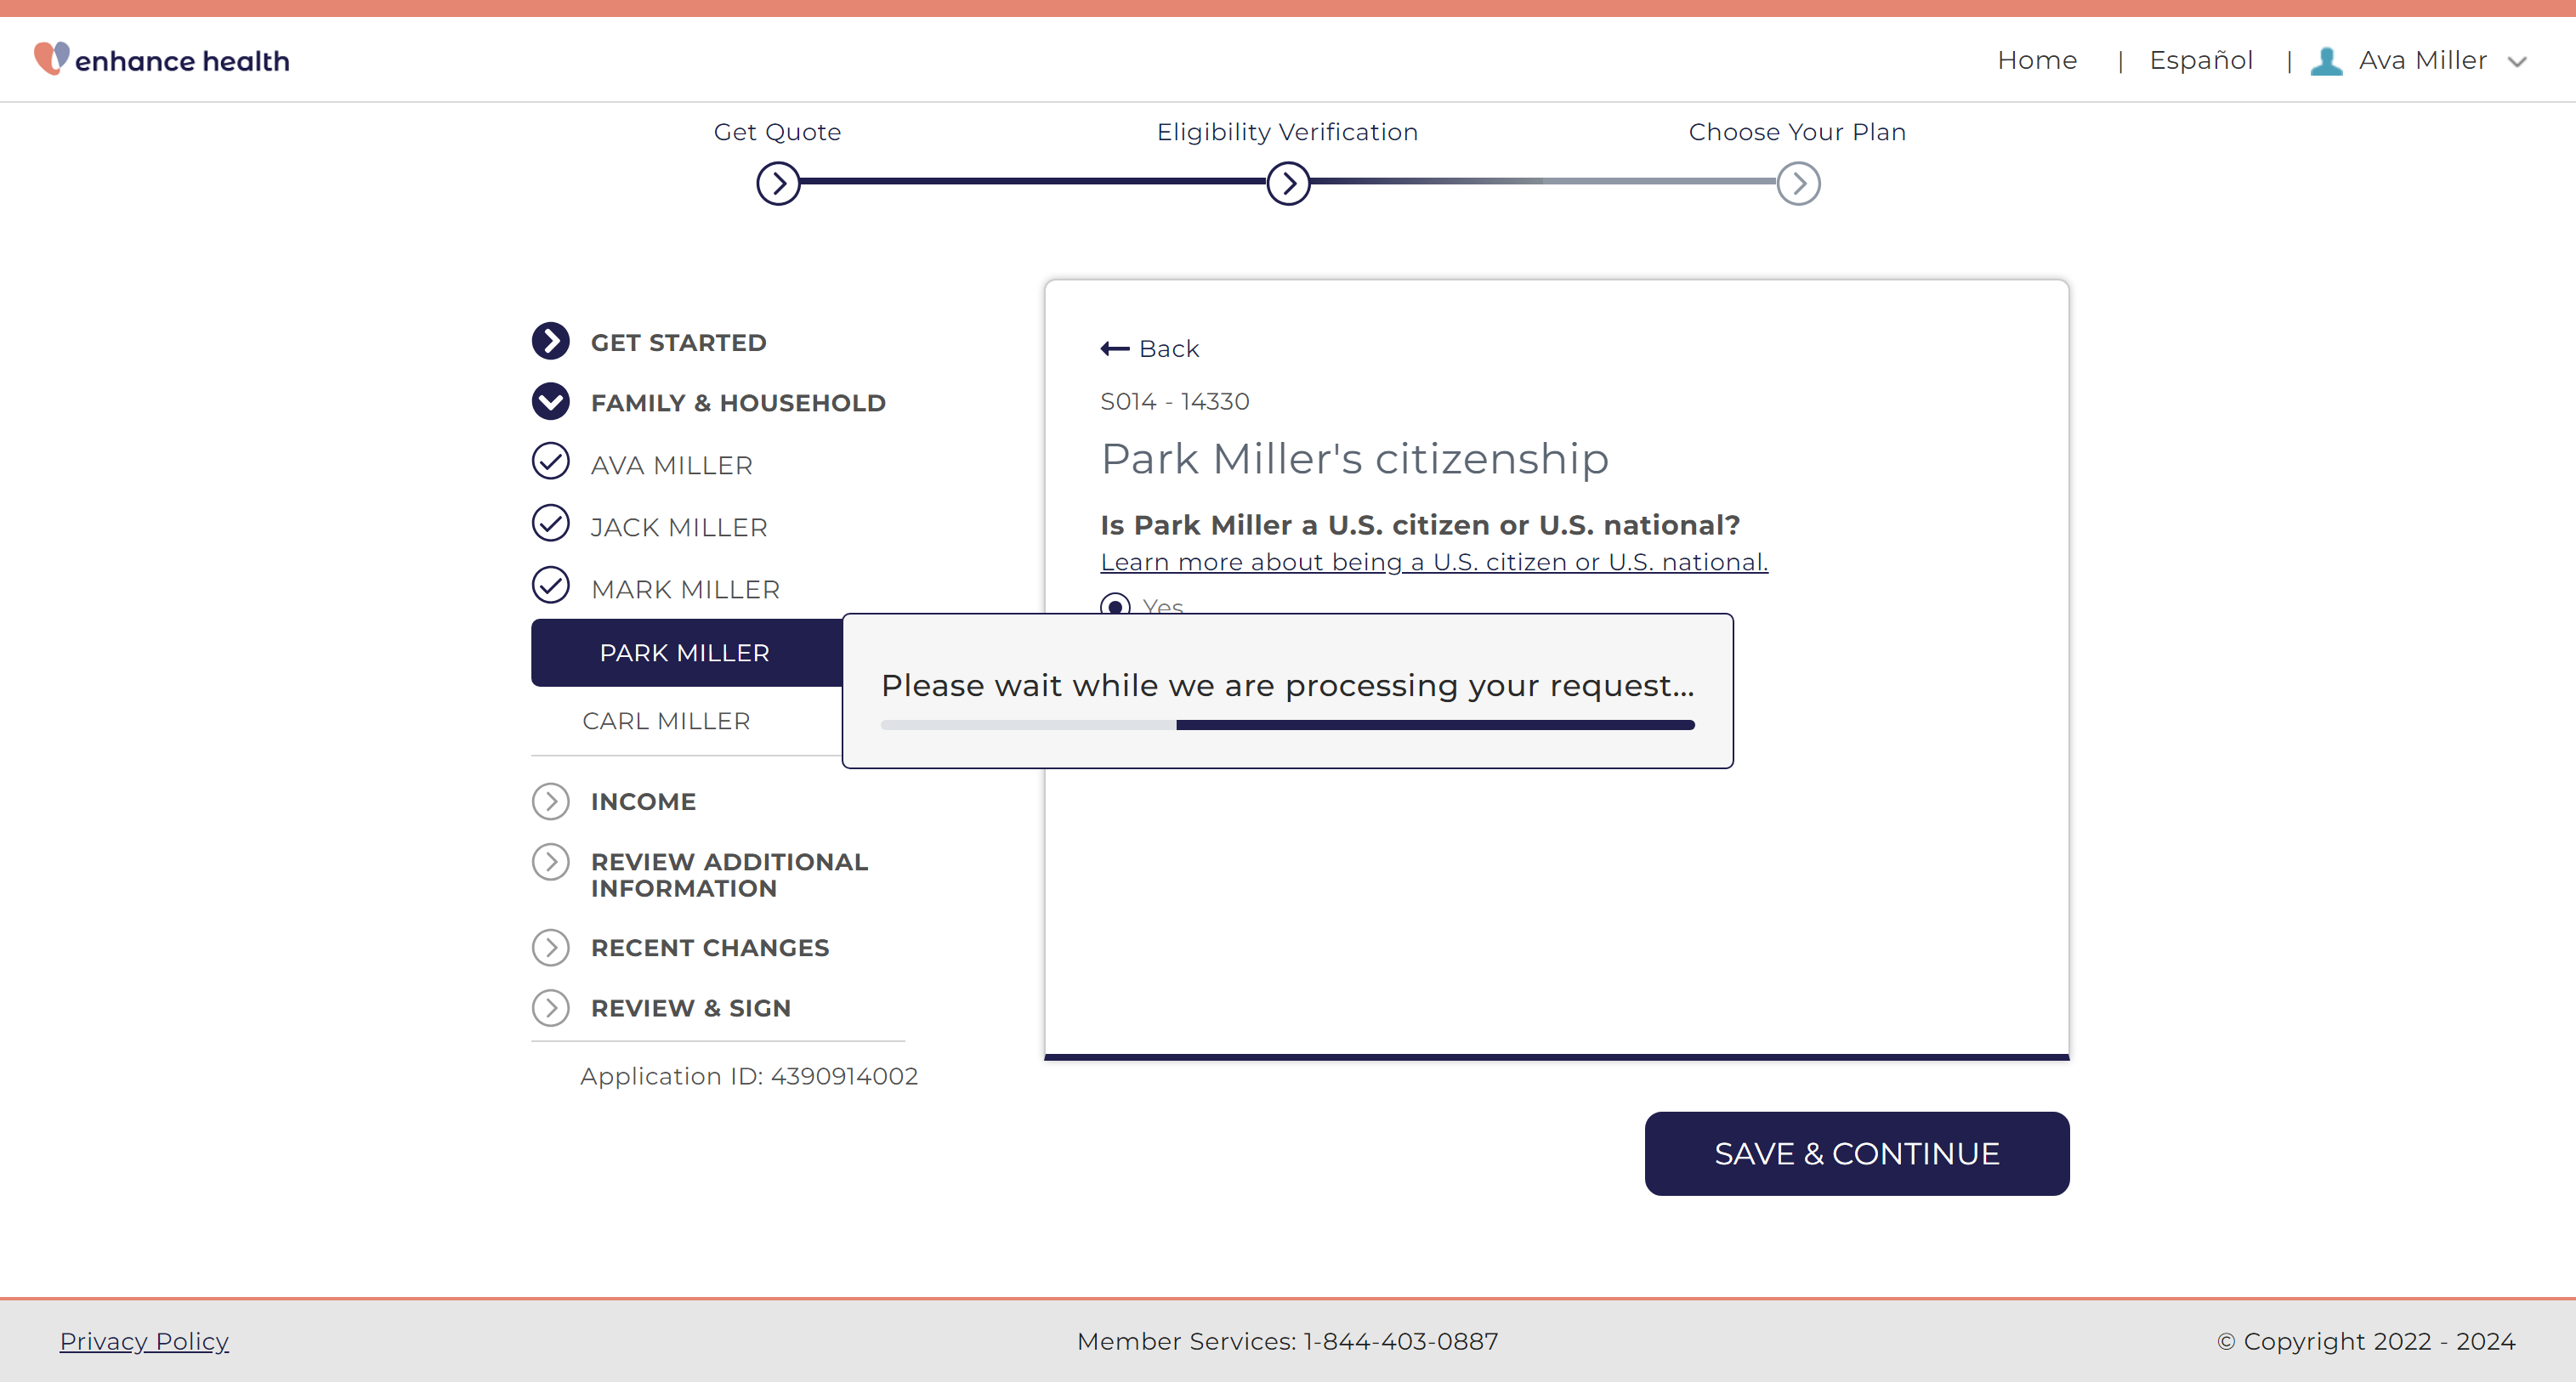 enhance health
Home | Español | Ava Miller
Get Quote
Eligibility Verification
Choose Your Plan
GET STARTED
FAMILY & HOUSEHOLD
AVA MILLER
JACK MILLER
MARK MILLER
PARK MILLER
CARL MILLER
INCOME
REVIEW ADDITIONAL
INFORMATION
RECENT CHANGES
REVIEW & SIGN
Application ID: 4390914002
Back
S014 - 14330
Park Miller's citizenship
Is Park Miller a U.S. citizen or U.S. national?
Learn more about being a U.S. citizen or U.S. national.
Yes
Please wait while we are processing your request...
SAVE & CONTINUE
Privacy Policy
Member Services: 1-844-403-0887
© Copyright 2022 - 2024